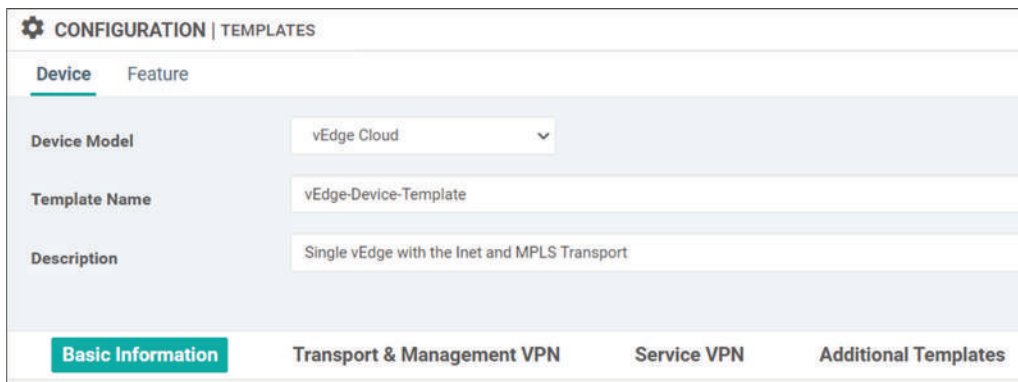 CONFIGURATION | TEMPLATES
Device Feature
Device Model vEdge Cloud
Template Name vEdge-Device-Template
Description Single vEdge with the Inet and MPLS Transport
Basic Information Transport & Management VPN Service VPN Additional Templates